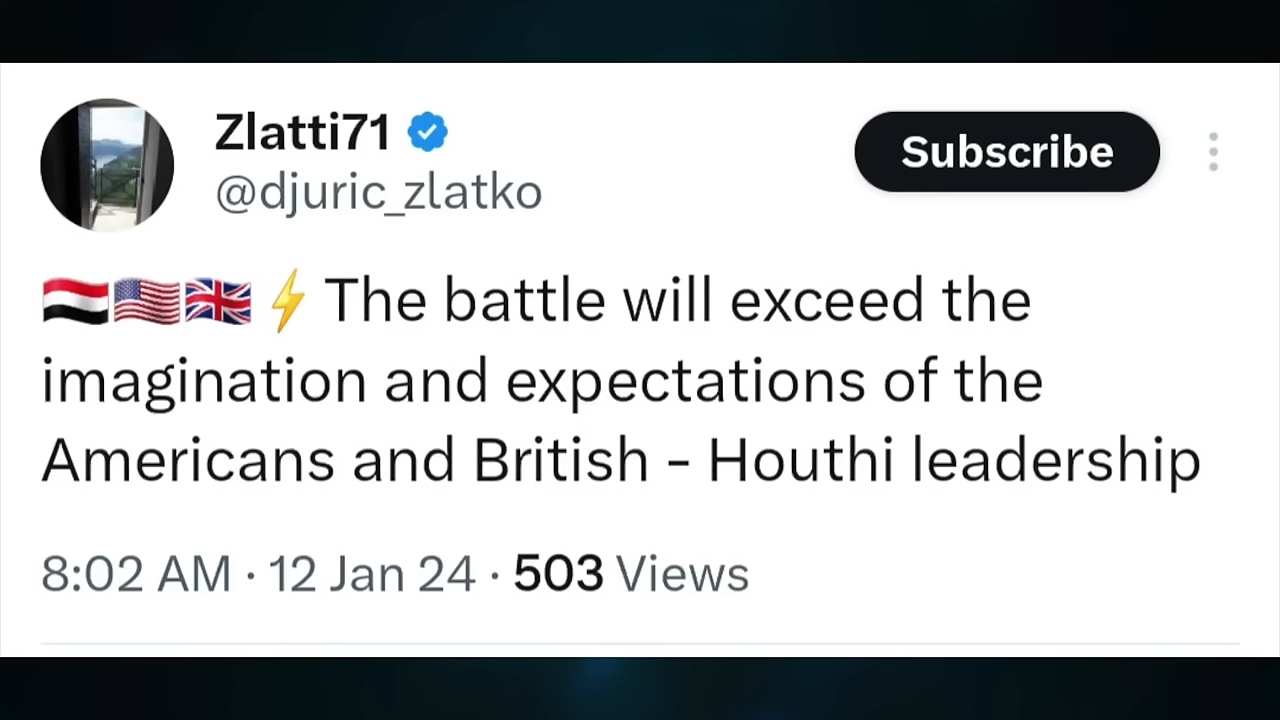 Zlatti71
@djuric_zlatko
Subscribe
🇾🇪🇺🇸🇬🇧⚡The battle will exceed the
imagination and expectations of the
Americans and British - Houthi leadership
8:02 AM · 12 Jan 24 · 503 Views